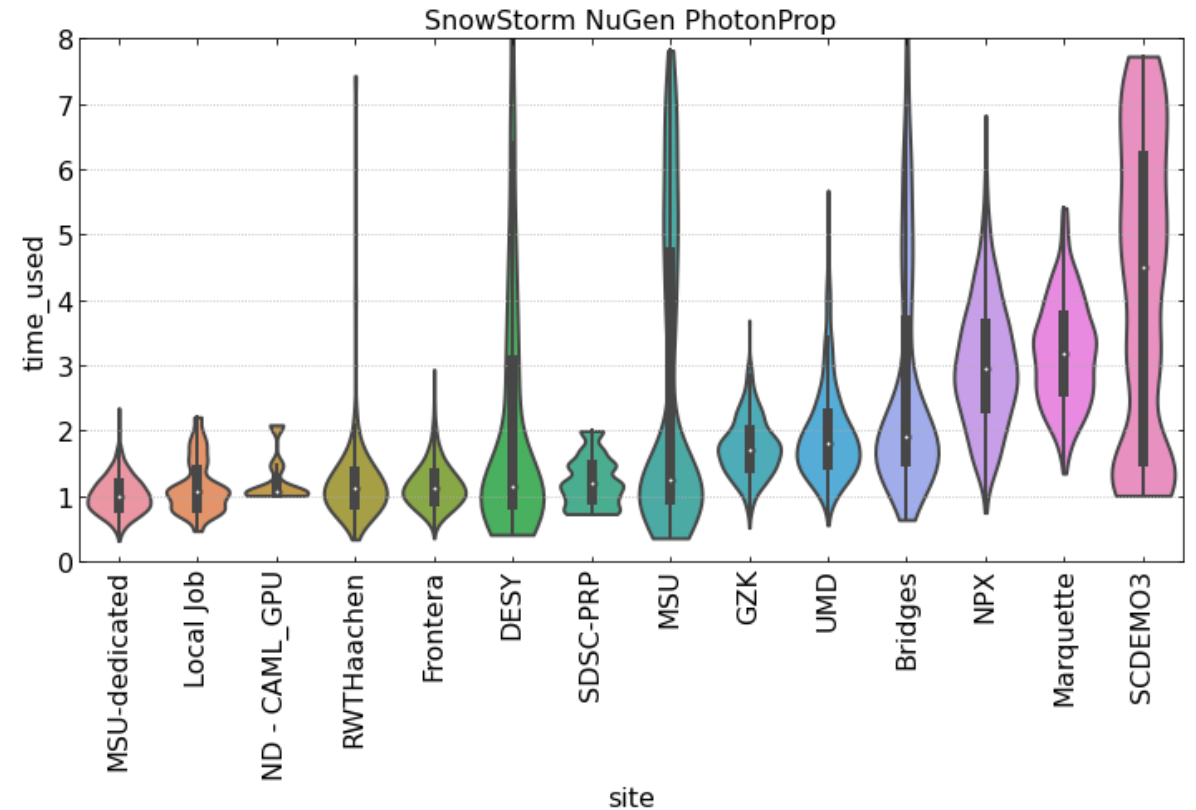 SnowStorm NuGen PhotonProp
8
7
6
5
4
3
2
1
0
time_used
MSU-dedicated
Local Job
ND - CAML_GPU
RWTHaachen
Frontera
DESY
SDSC-PRP
MSU
GZK
UMD
Bridges
NPX
Marquette
SCDEMO3
site